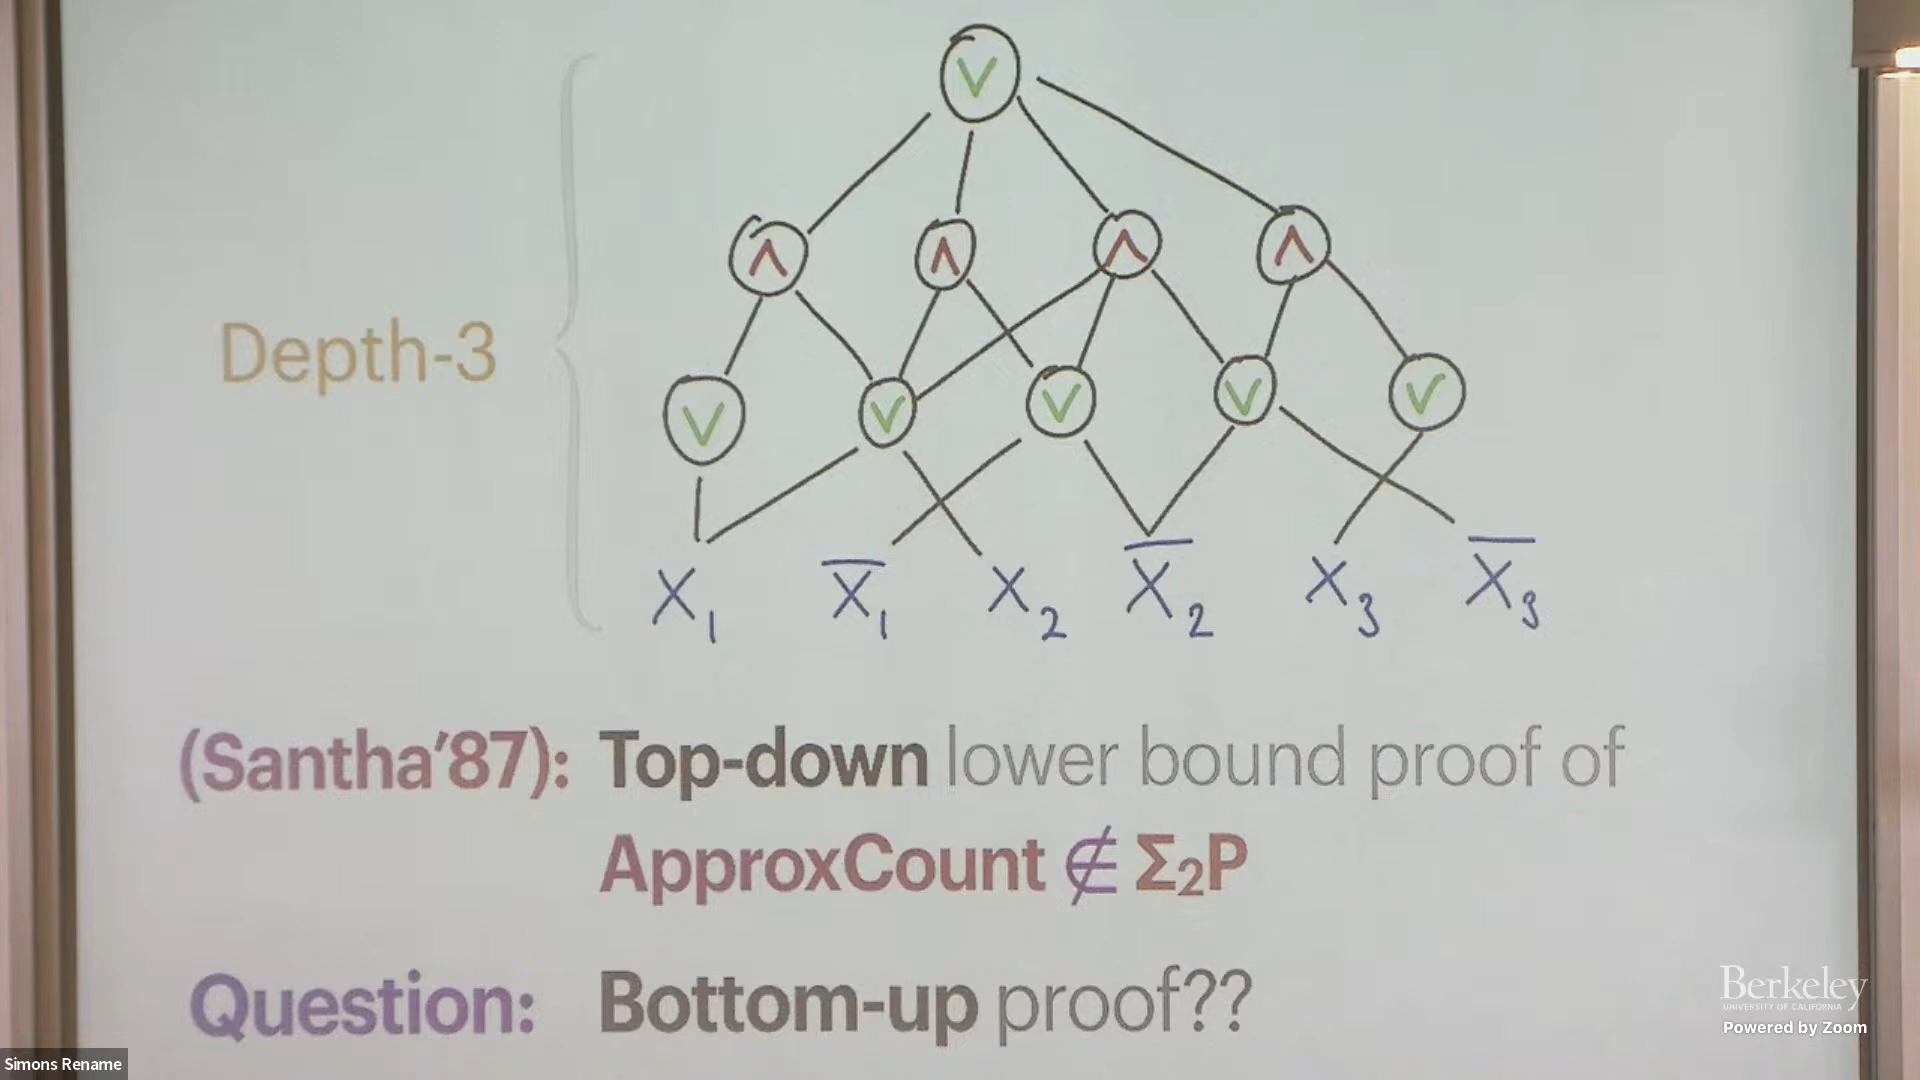 ∨
∧ ∧ ∧ ∧
Depth-3
∨ ∨ ∨ ∨ ∨
X₁ X̅₁ X₂ X̅₂ X₃ X̅₃
(Santha'87): Top-down lower bound proof of
ApproxCount ∉ Σ₂P
Question: Bottom-up proof??
Berkeley
UNIVERSITY OF CALIFORNIA
Powered by Zoom
Simons Rename